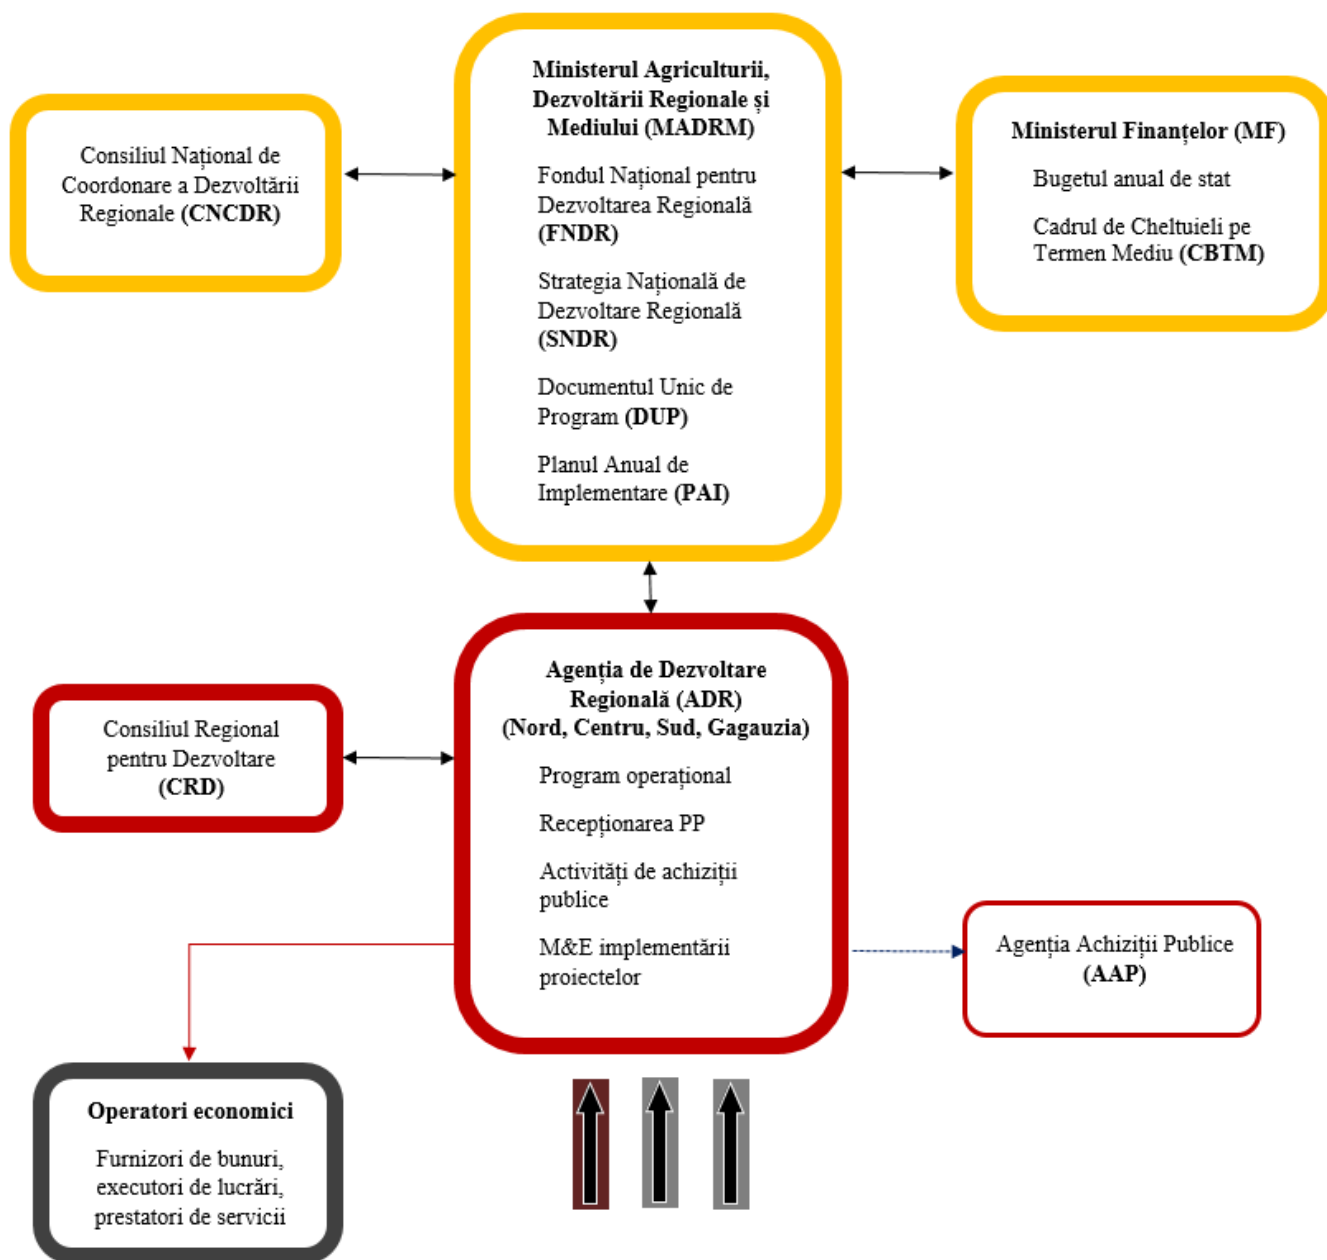 Ministerul Agriculturii,
Dezvoltării Regionale și
Mediului (MADRM)
Fondul Național pentru
Dezvoltarea Regională
(FNDR)
Strategia Națională de
Dezvoltare Regională
(SNDR)
Documentul Unic de
Program (DUP)
Planul Anual de
Implementare (PAI)
Consiliul Național de
Coordonare a Dezvoltării
Regionale (CNCDR)
Ministerul Finanțelor (MF)
Bugetul anual de stat
Cadrul de Cheltuieli pe
Termen Mediu (CBTM)
Agenția de Dezvoltare
Regională (ADR)
(Nord, Centru, Sud, Gagauzia)
Program operațional
Recepționarea PP
Activități de achiziții
publice
M&E implementării
proiectelor
Consiliul Regional
pentru Dezvoltare
(CRD)
Agenția Achiziții Publice
(AAP)
Operatori economici
Furnizori de bunuri,
executori de lucrări,
prestatori de servicii